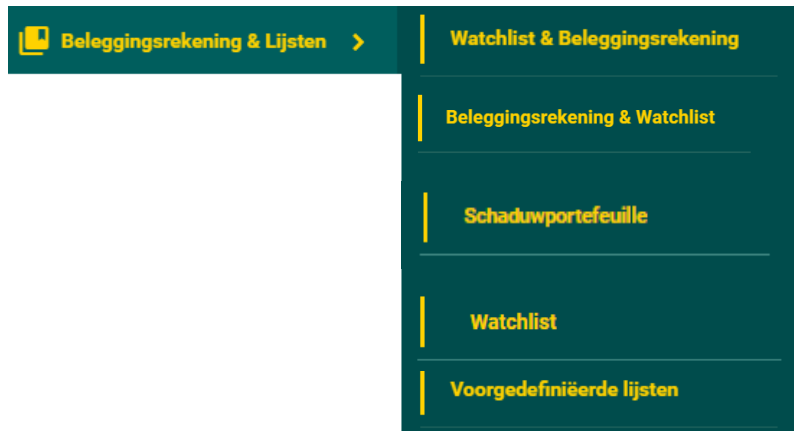 Beleggingsrekening & Lijsten
Watchlist & Beleggingsrekening
Beleggingsrekening & Watchlist
Schaduwportefeuille
Watchlist
Voorgedefiniëerde lijsten